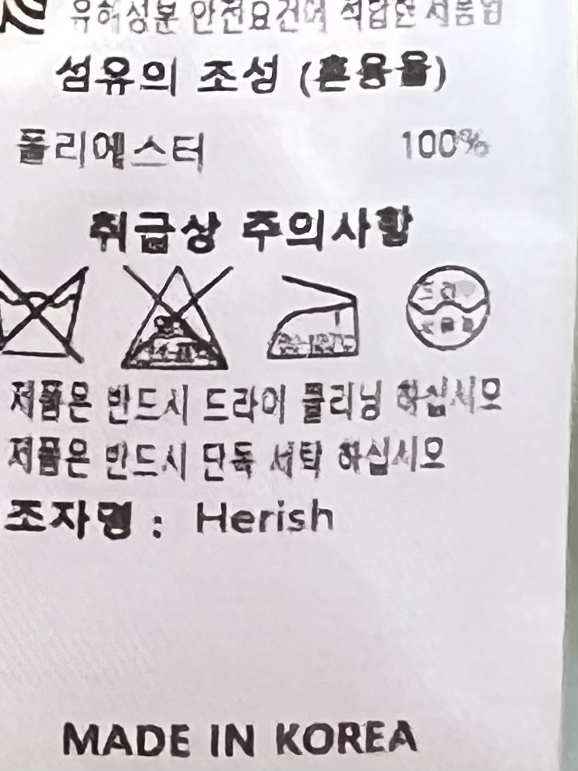 유해성분 안전요건에 적합한 제품임
섬유의 조성 (혼용율)
폴리에스터 100%
취급상 주의사항
드라이
제품은 반드시 드라이 클리닝 하십시오
제품은 반드시 단독 세탁 하십시오
조자명 : Herish
MADE IN KOREA